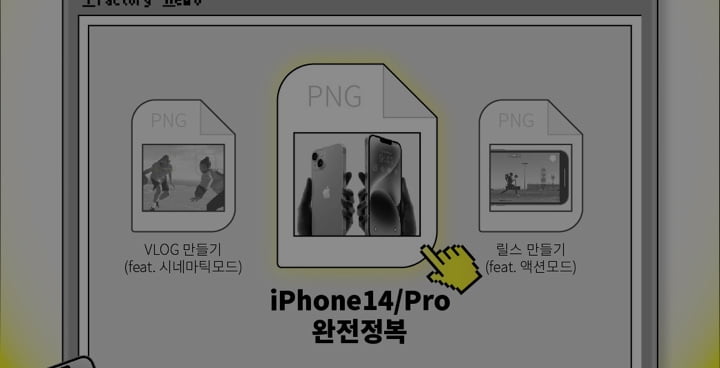 PNG
PNG
PNG
VLOG 만들기
(feat. 시네마틱모드)
iPhone14/Pro
완전정복
릴스 만들기
(feat. 액션모드)